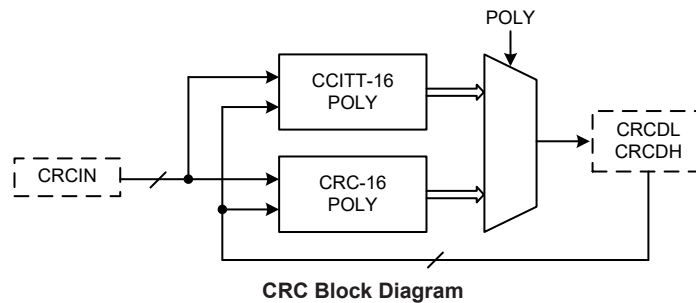 POLY
CCITT-16
POLY
CRCDL
CRCDH
CRCIN
CRC-16
POLY
CRC Block Diagram